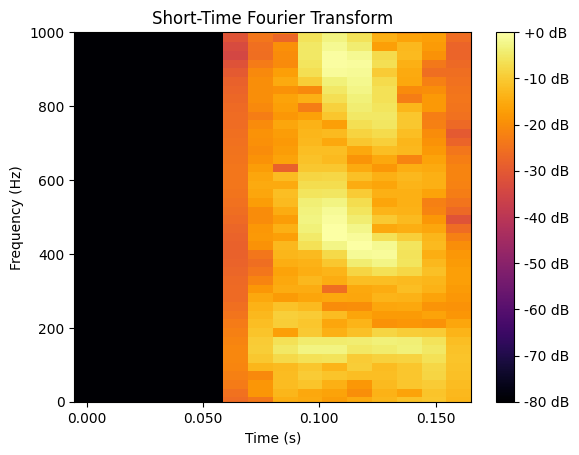 Short-Time Fourier Transform
1000
800
600
400
200
0
Frequency (Hz)
0.000
0.050
0.100
0.150
Time (s)
+0 dB
-10 dB
-20 dB
-30 dB
-40 dB
-50 dB
-60 dB
-70 dB
-80 dB